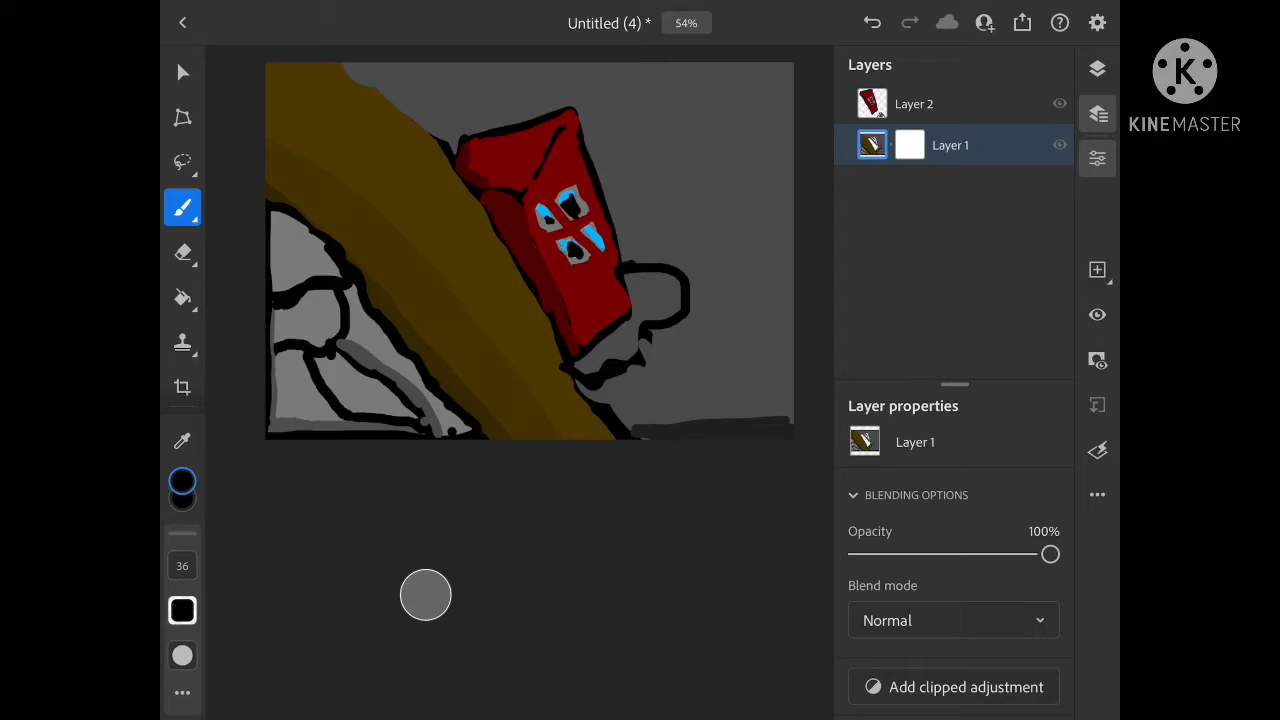 Untitled (4) *
54%
Layers
Layer 2
Layer 1
K
KINEMASTER
Layer properties
Layer 1
BLENDING OPTIONS
Opacity
100%
Blend mode
Normal
Add clipped adjustment
36